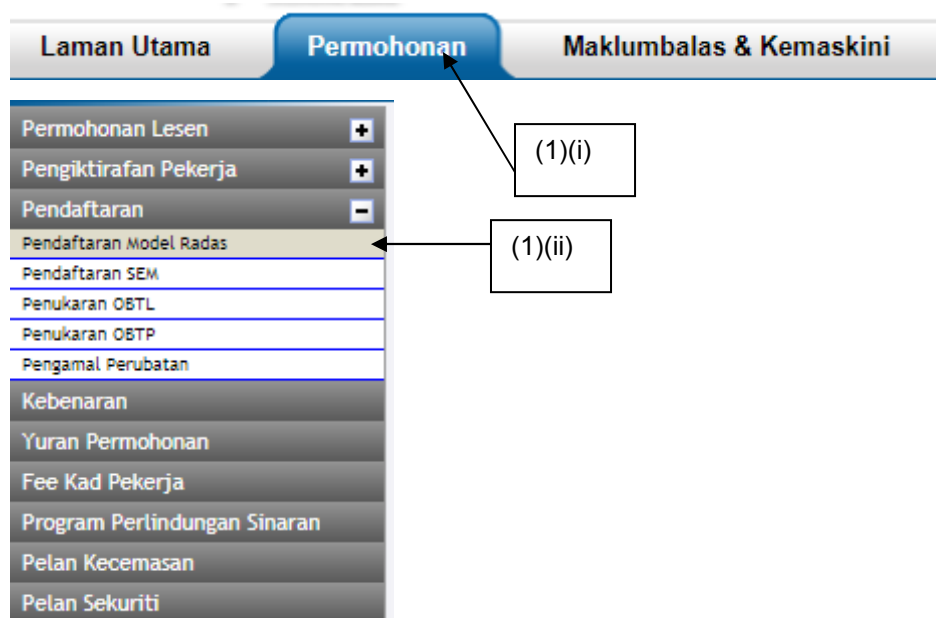 Laman Utama Permohonan Maklumbalas & Kemaskini
Permohonan Lesen
(1)(i)
Pengiktirafan Pekerja
Pendaftaran
Pendaftaran Model Radas
(1)(ii)
Pendaftaran SEM
Penukaran OBTL
Penukaran OBTP
Pengamal Perubatan
Kebenaran
Yuran Permohonan
Fee Kad Pekerja
Program Perlindungan Sinaran
Pelan Kecemasan
Pelan Sekuriti